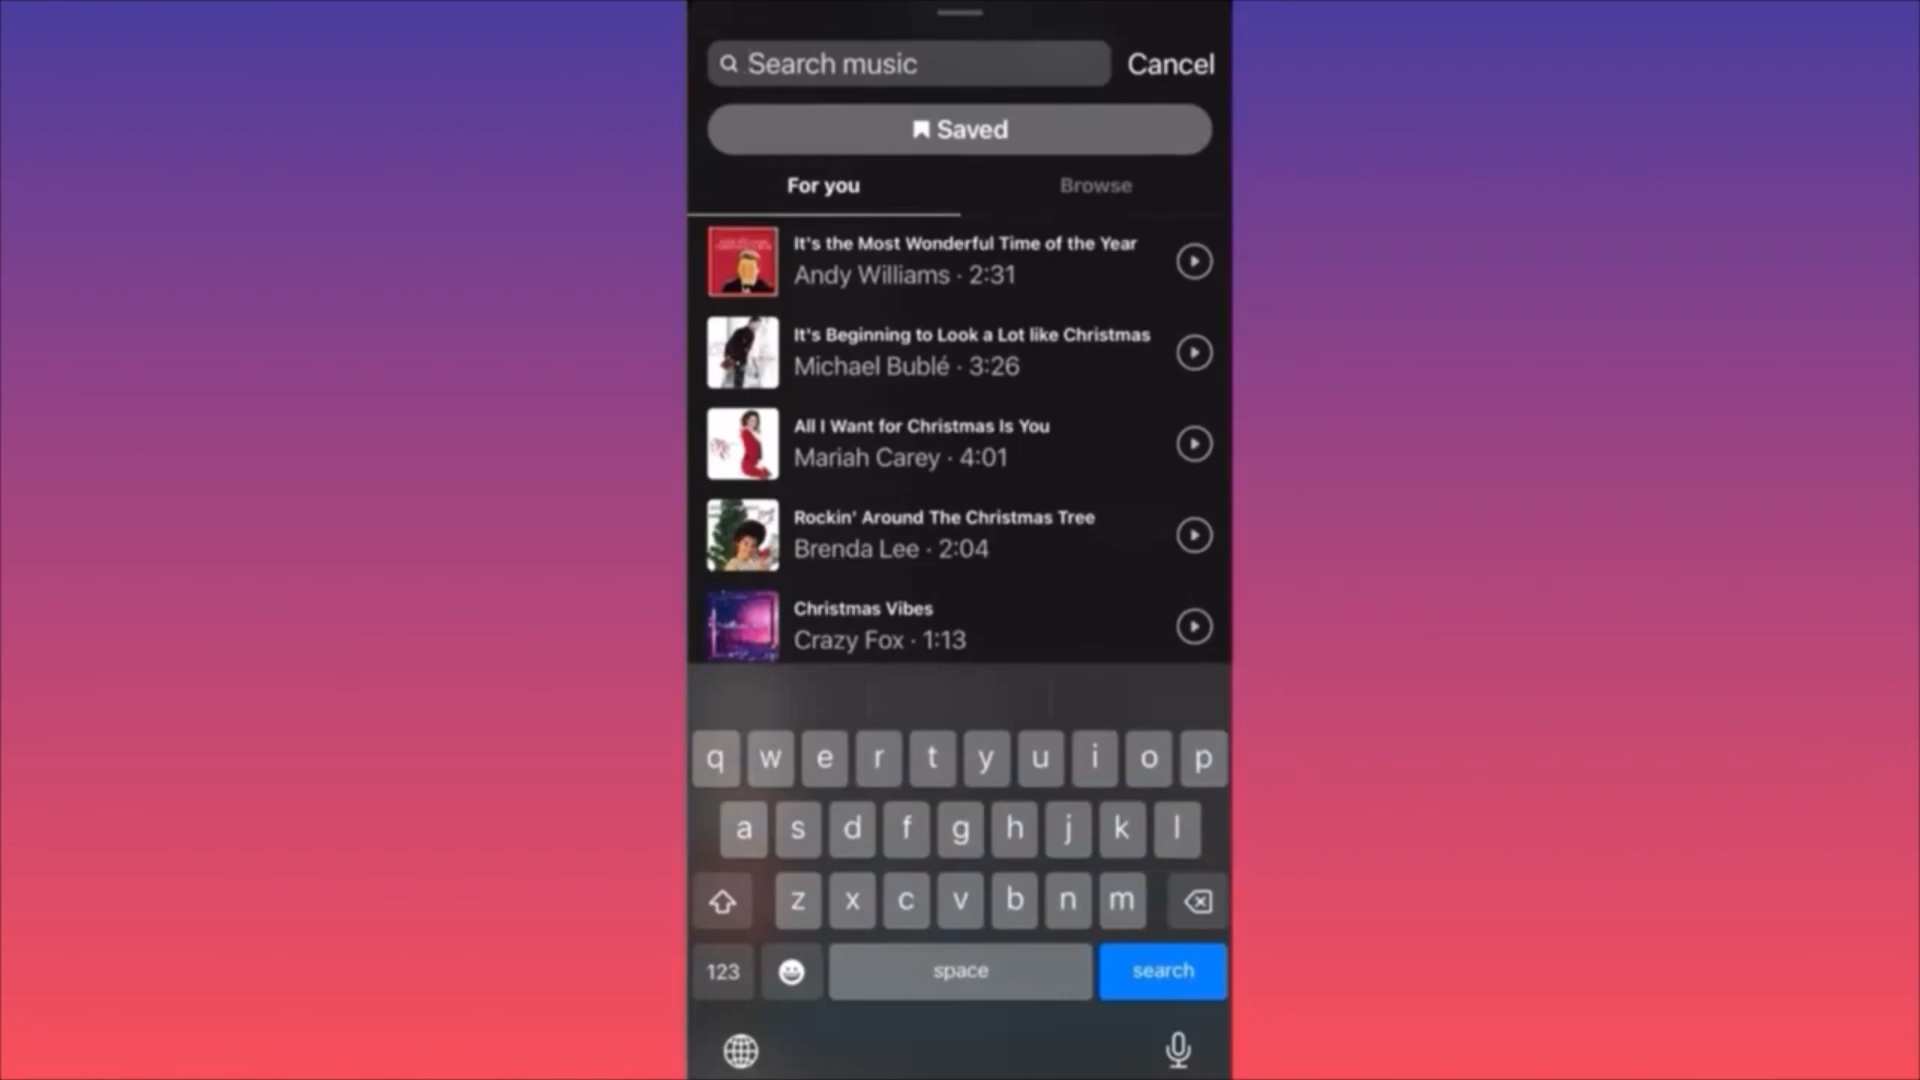 Search music
Cancel
Saved
For you
Browse
It's the Most Wonderful Time of the Year
Andy Williams · 2:31
It's Beginning to Look a Lot like Christmas
Michael Bublé · 3:26
All I Want for Christmas Is You
Mariah Carey · 4:01
Rockin' Around The Christmas Tree
Brenda Lee · 2:04
Christmas Vibes
Crazy Fox · 1:13
q w e r t y u i o p
a s d f g h j k l
z x c v b n m
123
space
search